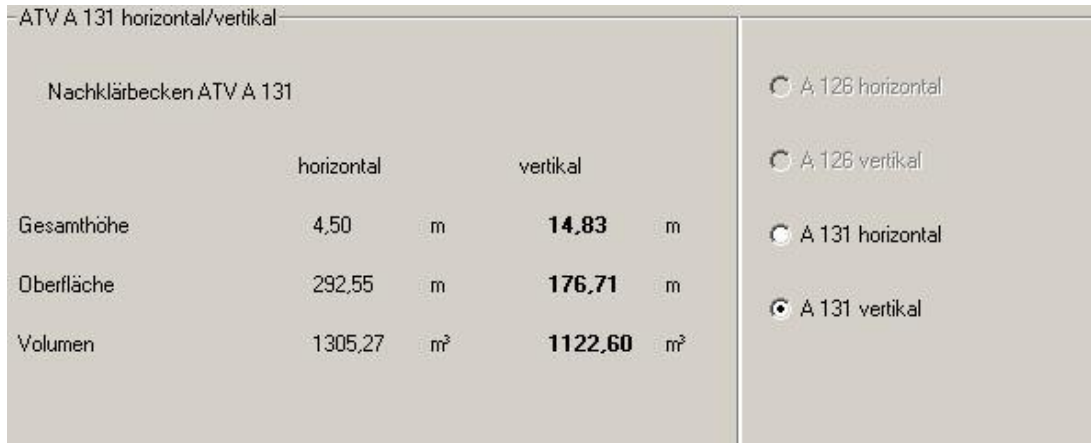 ATV A 131 horizontal/vertikal
Nachklärbecken ATV A 131
horizontal vertikal
Gesamthöhe 4,50 m 14,83 m
Oberfläche 292,55 m 176,71 m
Volumen 1305,27 m³ 1122,60 m³
A 126 horizontal
A 126 vertikal
A 131 horizontal
A 131 vertikal